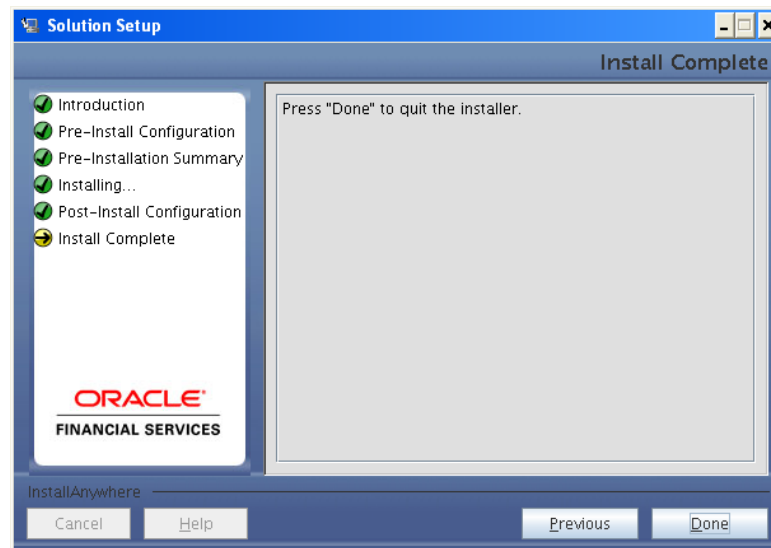 Solution Setup
Install Complete
Introduction
Pre-Install Configuration
Pre-Installation Summary
Installing...
Post-Install Configuration
Install Complete
Press "Done" to quit the installer.
ORACLE
FINANCIAL SERVICES
InstallAnywhere
Cancel
Help
Previous
Done